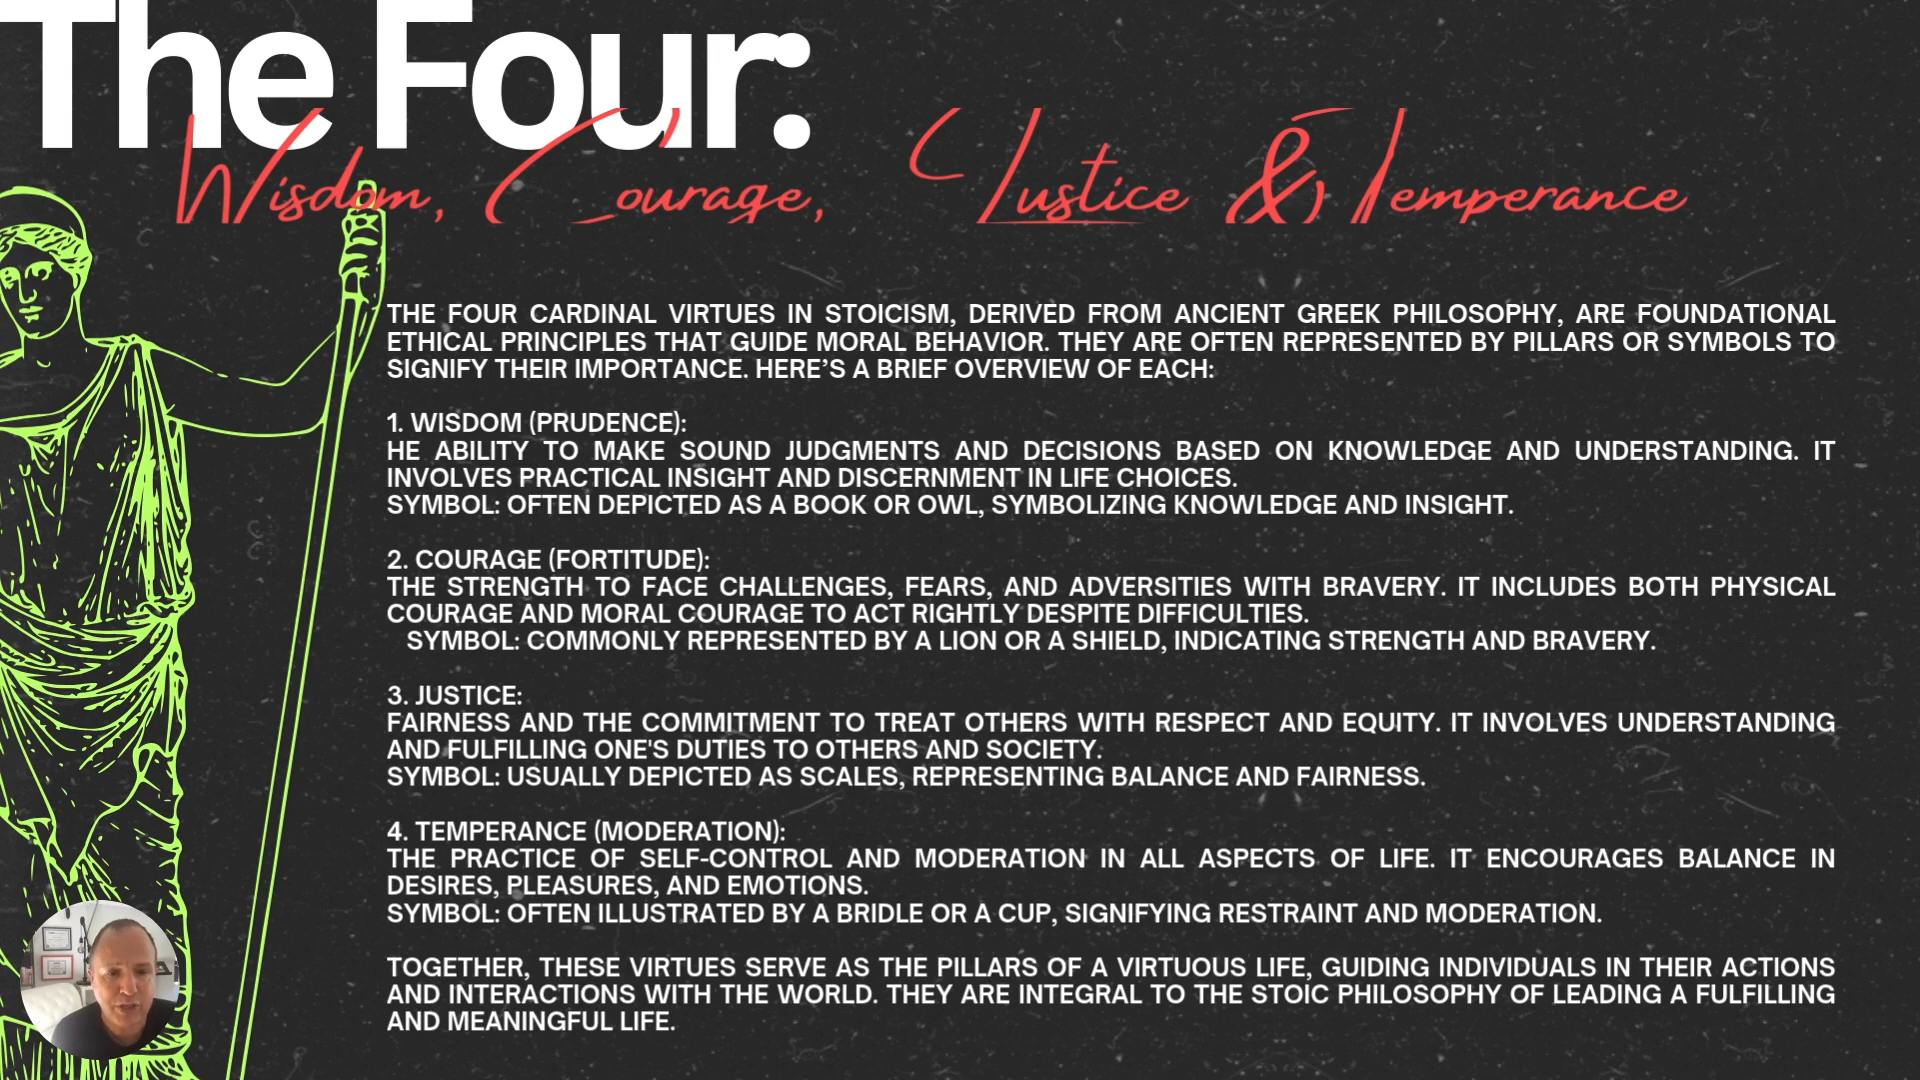 The Four:
Wisdom, Courage, Justice & Temperance
THE FOUR CARDINAL VIRTUES IN STOICISM, DERIVED FROM ANCIENT GREEK PHILOSOPHY, ARE FOUNDATIONAL
ETHICAL PRINCIPLES THAT GUIDE MORAL BEHAVIOR. THEY ARE OFTEN REPRESENTED BY PILLARS OR SYMBOLS TO
SIGNIFY THEIR IMPORTANCE. HERE’S A BRIEF OVERVIEW OF EACH:
1. WISDOM (PRUDENCE):
HE ABILITY TO MAKE SOUND JUDGMENTS AND DECISIONS BASED ON KNOWLEDGE AND UNDERSTANDING. IT
INVOLVES PRACTICAL INSIGHT AND DISCERNMENT IN LIFE CHOICES.
SYMBOL: OFTEN DEPICTED AS A BOOK OR OWL, SYMBOLIZING KNOWLEDGE AND INSIGHT.
2. COURAGE (FORTITUDE):
THE STRENGTH TO FACE CHALLENGES, FEARS, AND ADVERSITIES WITH BRAVERY. IT INCLUDES BOTH PHYSICAL
COURAGE AND MORAL COURAGE TO ACT RIGHTLY DESPITE DIFFICULTIES.
SYMBOL: COMMONLY REPRESENTED BY A LION OR A SHIELD, INDICATING STRENGTH AND BRAVERY.
3. JUSTICE:
FAIRNESS AND THE COMMITMENT TO TREAT OTHERS WITH RESPECT AND EQUITY. IT INVOLVES UNDERSTANDING
AND FULFILLING ONE'S DUTIES TO OTHERS AND SOCIETY.
SYMBOL: USUALLY DEPICTED AS SCALES, REPRESENTING BALANCE AND FAIRNESS.
4. TEMPERANCE (MODERATION):
THE PRACTICE OF SELF-CONTROL AND MODERATION IN ALL ASPECTS OF LIFE. IT ENCOURAGES BALANCE IN
DESIRES, PLEASURES, AND EMOTIONS.
SYMBOL: OFTEN ILLUSTRATED BY A BRIDLE OR A CUP, SIGNIFYING RESTRAINT AND MODERATION.
TOGETHER, THESE VIRTUES SERVE AS THE PILLARS OF A VIRTUOUS LIFE, GUIDING INDIVIDUALS IN THEIR ACTIONS
AND INTERACTIONS WITH THE WORLD. THEY ARE INTEGRAL TO THE STOIC PHILOSOPHY OF LEADING A FULFILLING
AND MEANINGFUL LIFE.